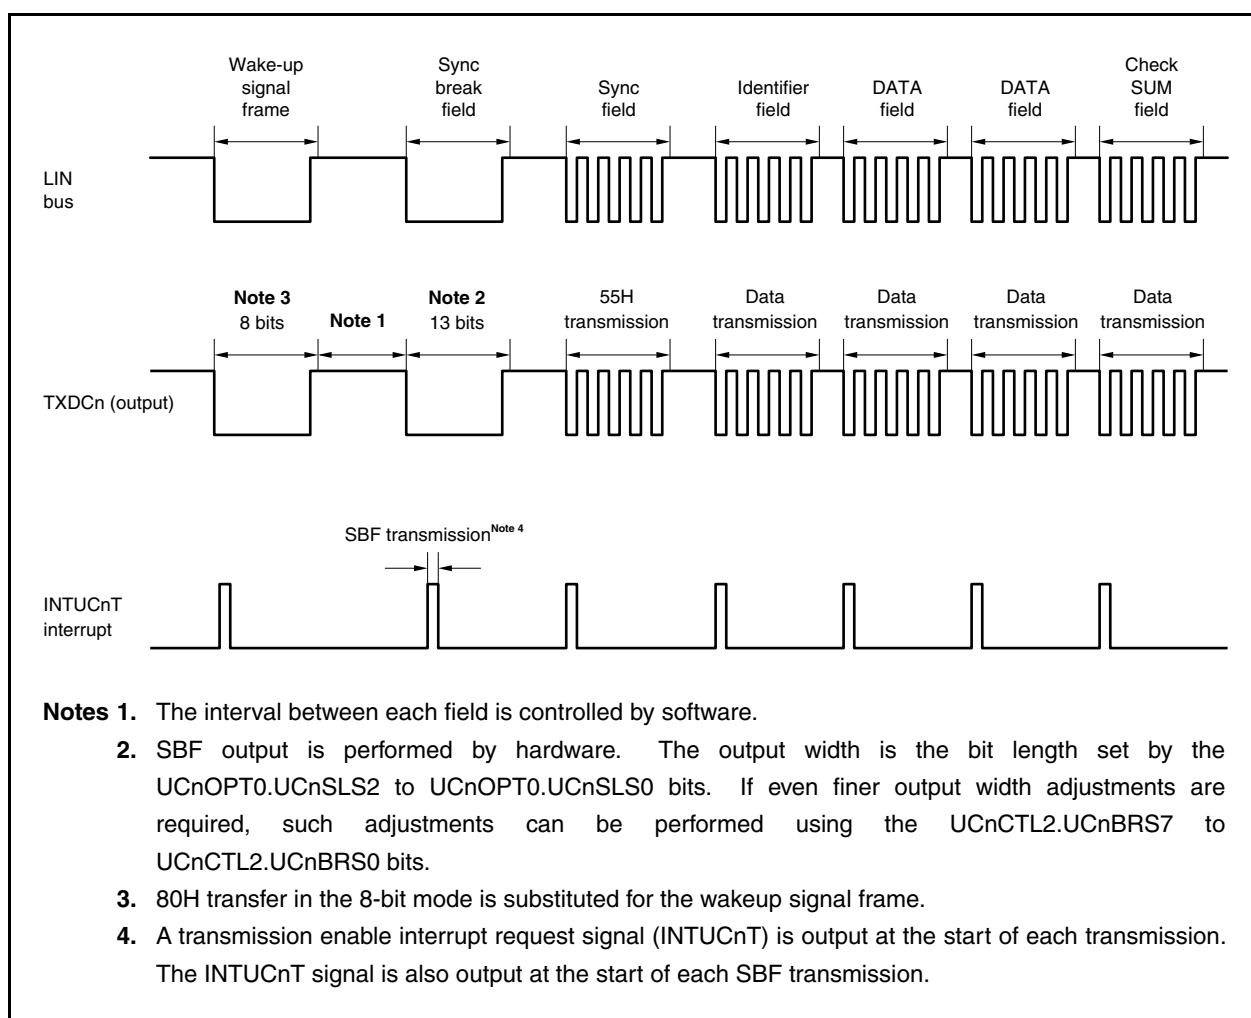 Wake-up
signal
frame
Sync
break
field
Sync
field
Identifier
field
DATA
field
DATA
field
Check
SUM
field
LIN
bus
Note 3
8 bits
Note 1
Note 2
13 bits
55H
transmission
Data
transmission
Data
transmission
Data
transmission
Data
transmission
TXDCn (output)
SBF transmission Note 4
INTUCnT
interrupt
Notes 1. The interval between each field is controlled by software.
2. SBF output is performed by hardware. The output width is the bit length set by the
UCnOPT0.UCnSLS2 to UCnOPT0.UCnSLS0 bits. If even finer output width adjustments are
required, such adjustments can be performed using the UCnCTL2.UCnBRS7 to
UCnCTL2.UCnBRS0 bits.
3. 80H transfer in the 8-bit mode is substituted for the wakeup signal frame.
4. A transmission enable interrupt request signal (INTUCnT) is output at the start of each transmission.
The INTUCnT signal is also output at the start of each SBF transmission.